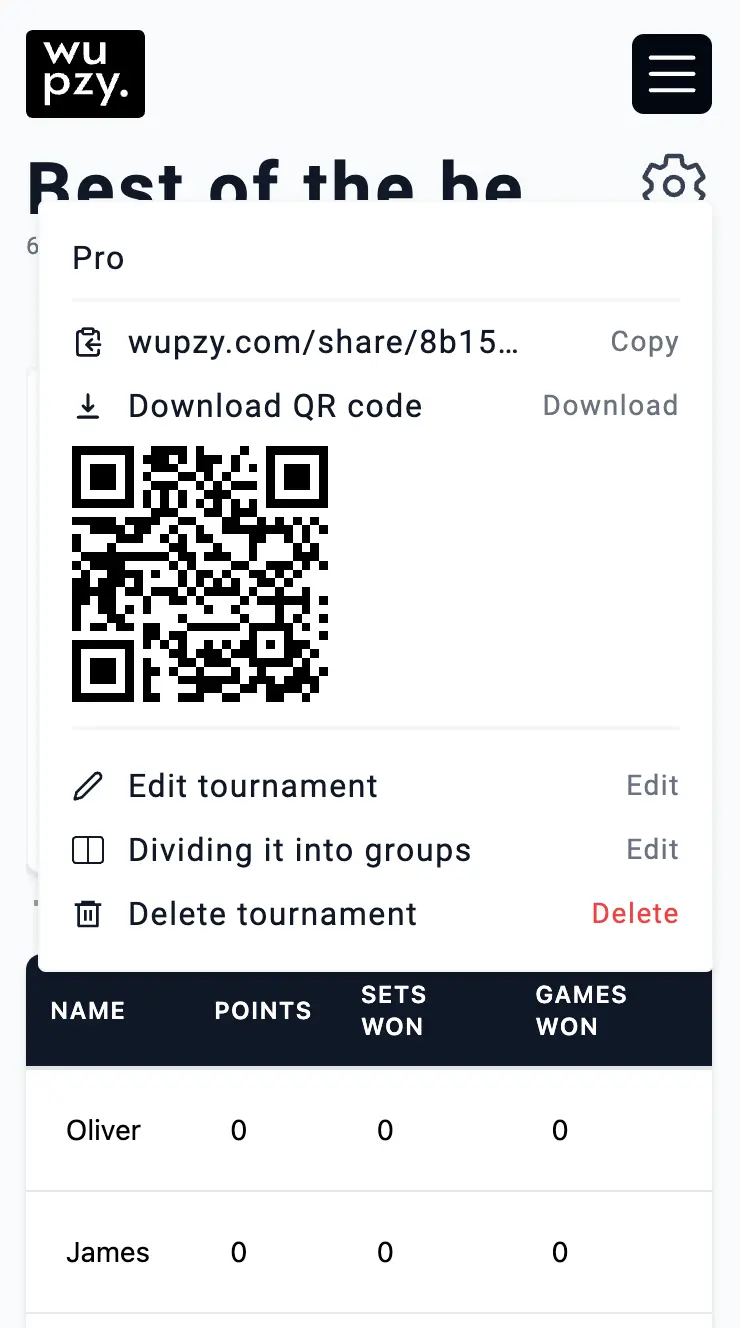 wu
pzy.
Best of the be
6
Pro
wupzy.com/share/8b15…
Copy
Download QR code
Download
Edit tournament
Edit
Dividing it into groups
Edit
Delete tournament
Delete
NAME POINTS SETS WON GAMES WON
Oliver 0 0 0
James 0 0 0